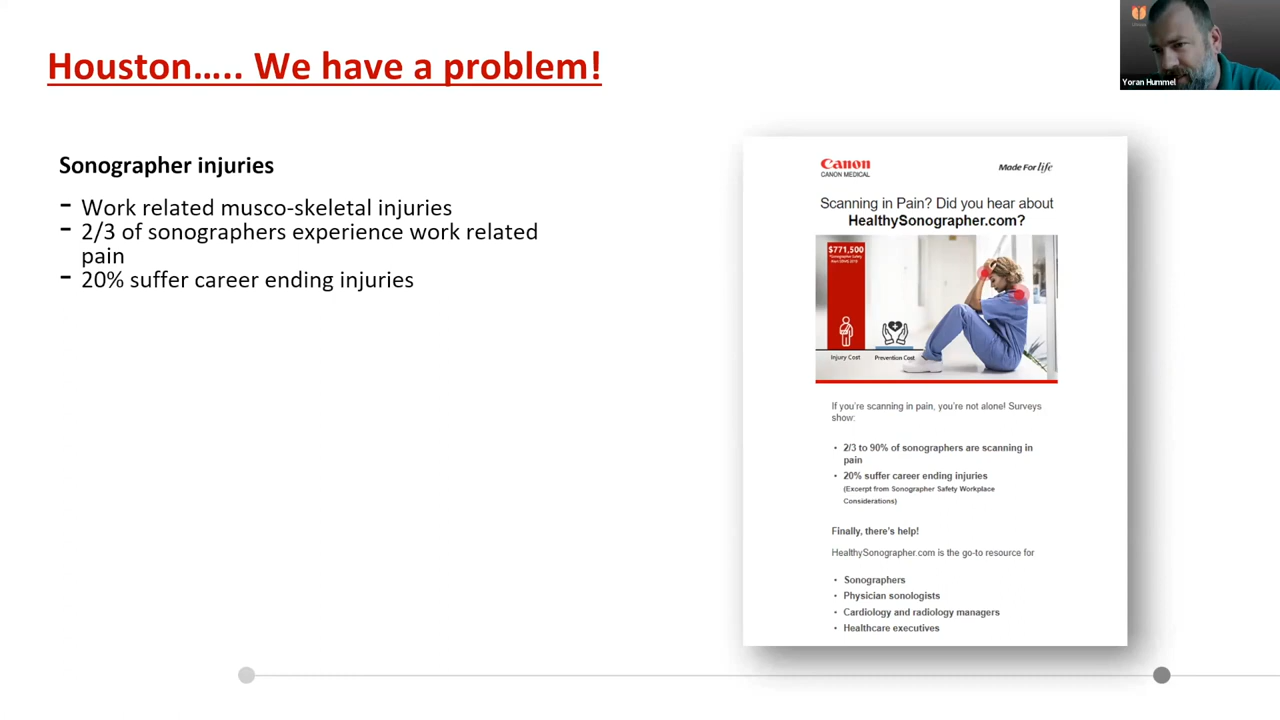 Houston….. We have a problem!
Yoran Hummel
Sonographer injuries
- Work related musco-skeletal injuries
- 2/3 of sonographers experience work related
pain
- 20% suffer career ending injuries
Canon
CANON MEDICAL
Made For life
Scanning in Pain? Did you hear about
HealthySonographer.com?
$771,500
Injury Cost
Prevention Cost
If you're scanning in pain, you're not alone! Surveys
show:
• 2/3 to 90% of sonographers are scanning in
pain
• 20% suffer career ending injuries
(Excerpt from Sonographer Safety Workplace
Considerations)
Finally, there's help!
HealthySonographer.com is the go-to resource for
• Sonographers
• Physician sonologists
• Cardiology and radiology managers
• Healthcare executives